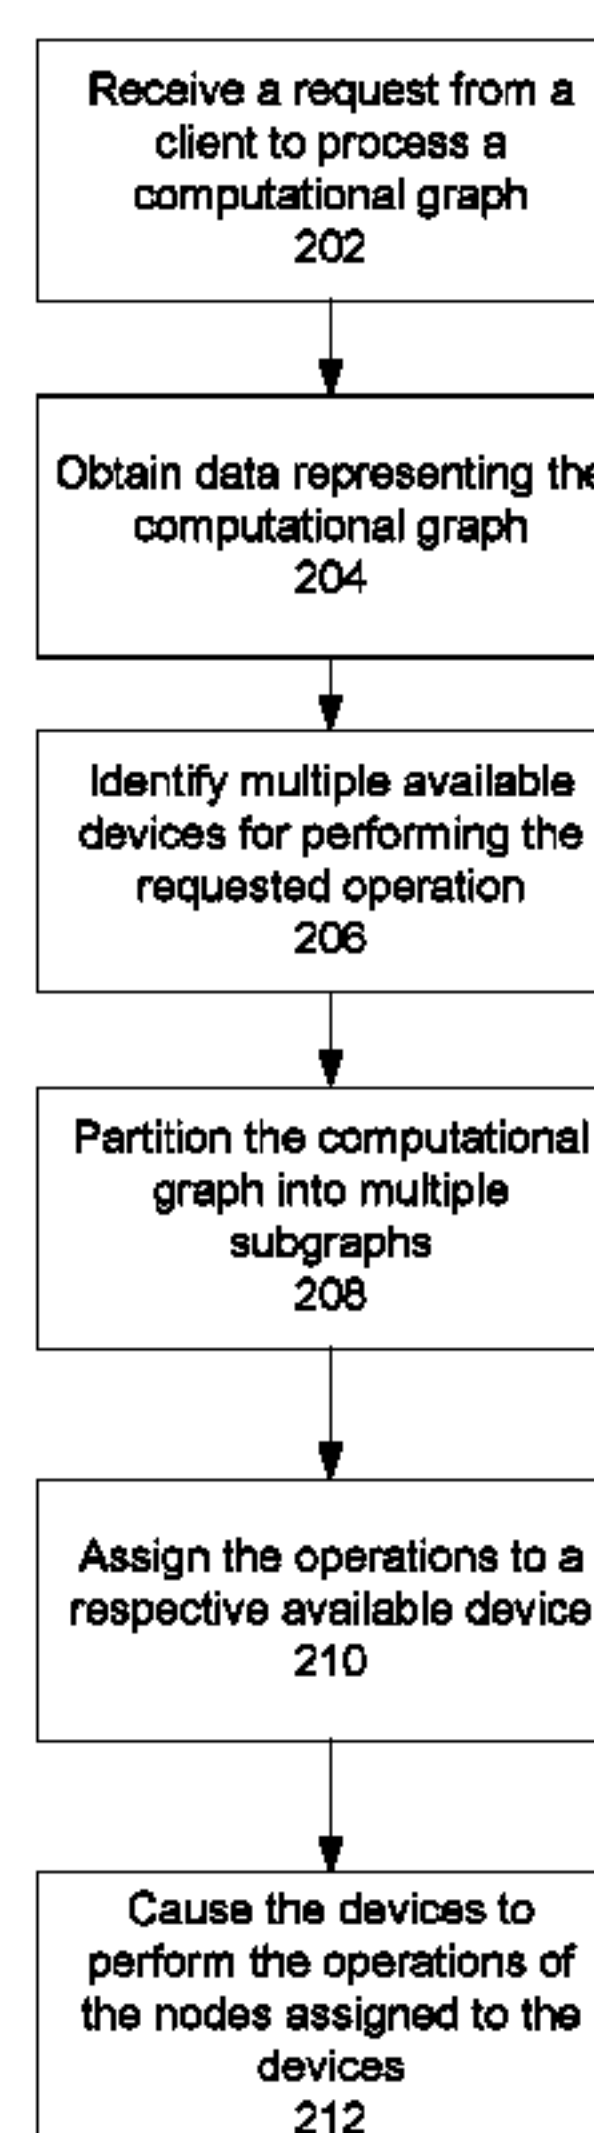 Receive a request from a
client to process a
computational graph
202
Obtain data representing the
computational graph
204
Identify multiple available
devices for performing the
requested operation
206
Partition the computational
graph into multiple
subgraphs
208
Assign the operations to a
respective available device
210
Cause the devices to
perform the operations of
the nodes assigned to the
devices
212